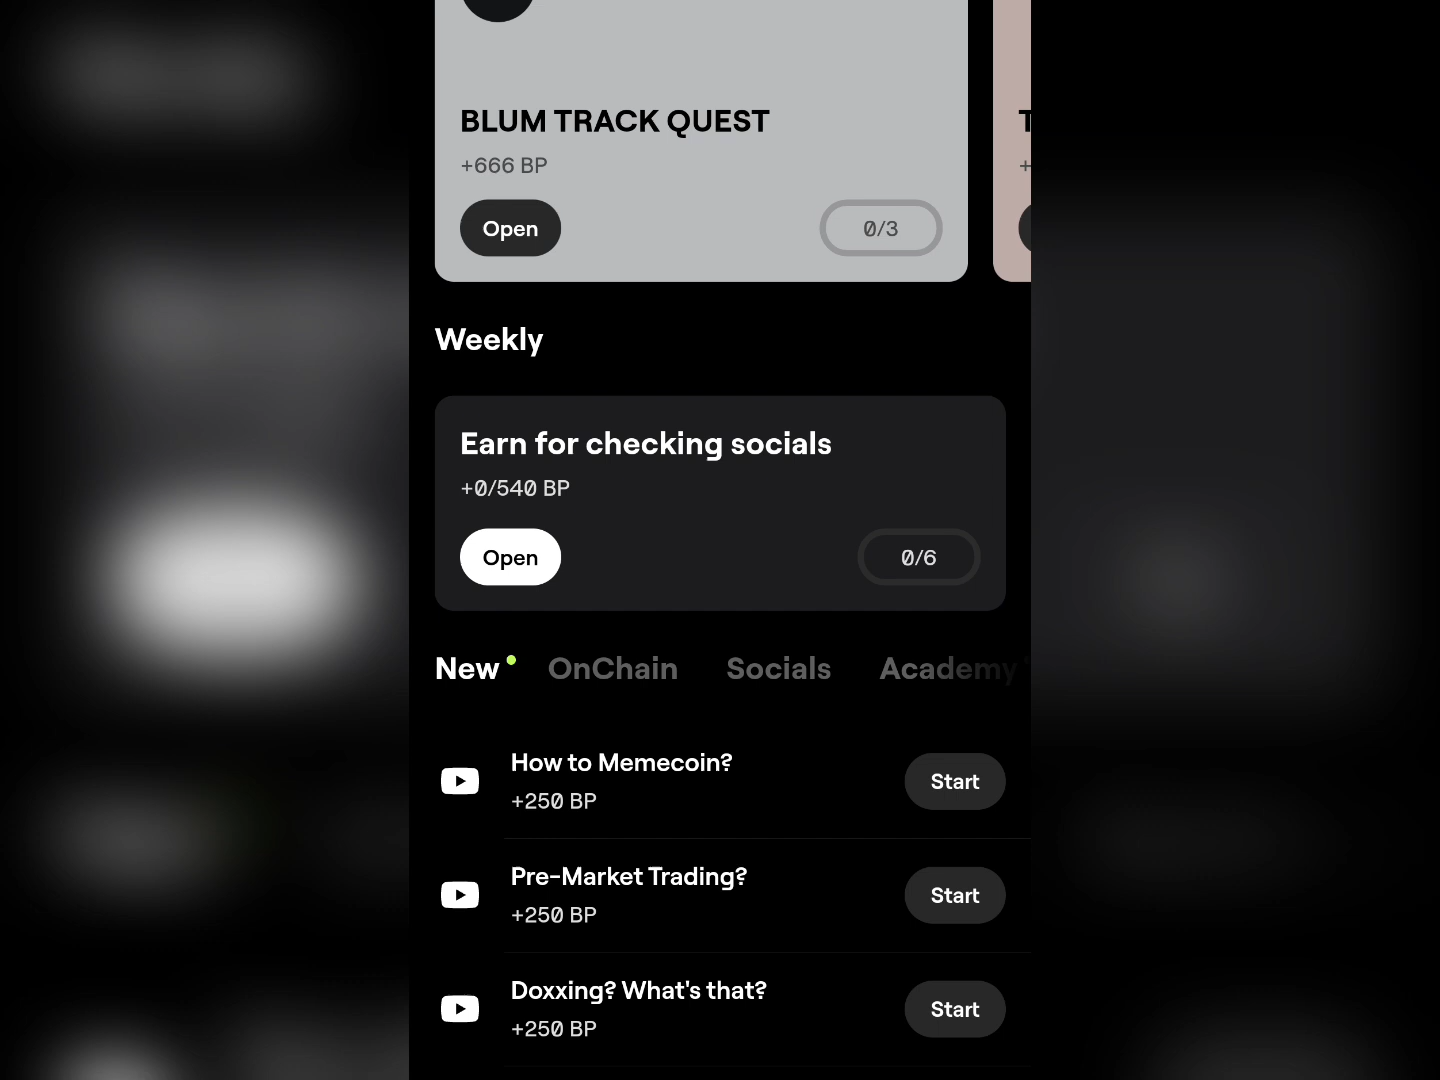 BLUM TRACK QUEST
+666 BP
Open
0/3
T
+
Weekly
Earn for checking socials
+0/540 BP
Open
0/6
New OnChain Socials Academy
How to Memecoin?
+250 BP
Start
Pre-Market Trading?
+250 BP
Start
Doxxing? What's that?
+250 BP
Start